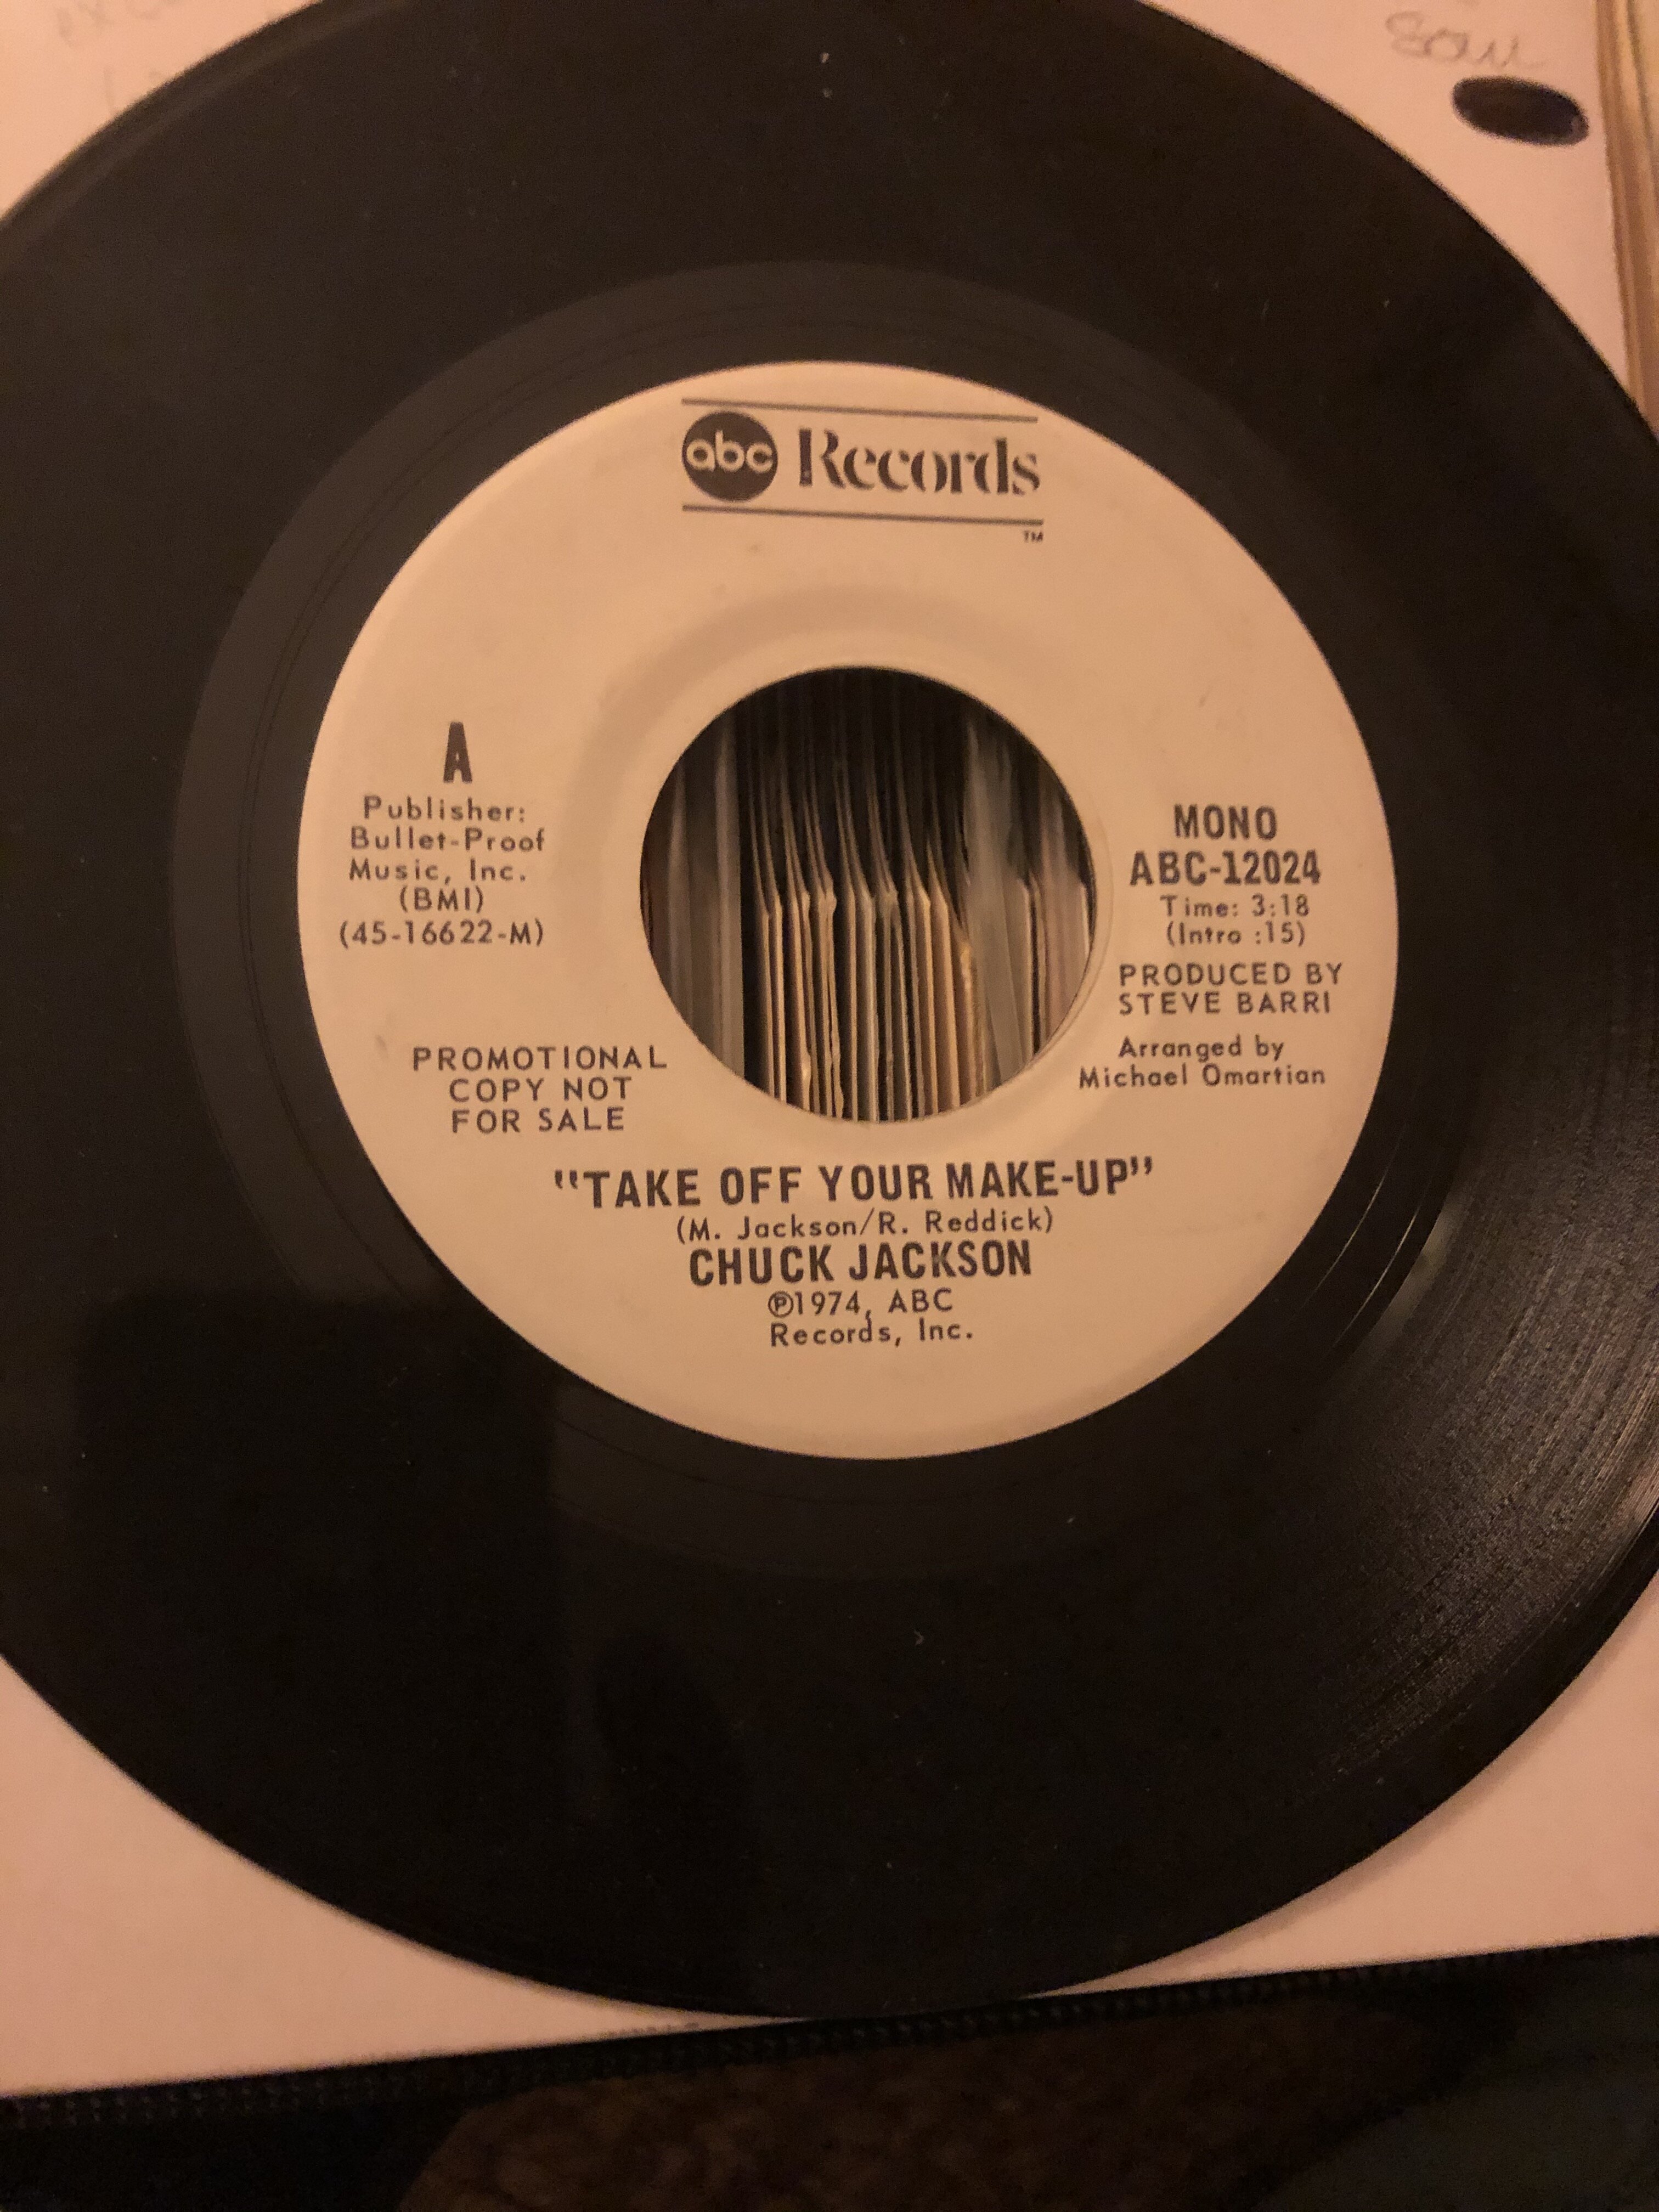 Soul
abc Records
TM
A
Publisher:
Bullet-Proof
Music, Inc.
(BMI)
(45-16622-M)
MONO
ABC-12024
Time: 3:18
(Intro :15)
PRODUCED BY
STEVE BARRI
Arranged by
Michael Omartian
PROMOTIONAL
COPY NOT
FOR SALE
"TAKE OFF YOUR MAKE-UP"
(M. Jackson/R. Reddick)
CHUCK JACKSON
Ⓟ1974, ABC
Records, Inc.